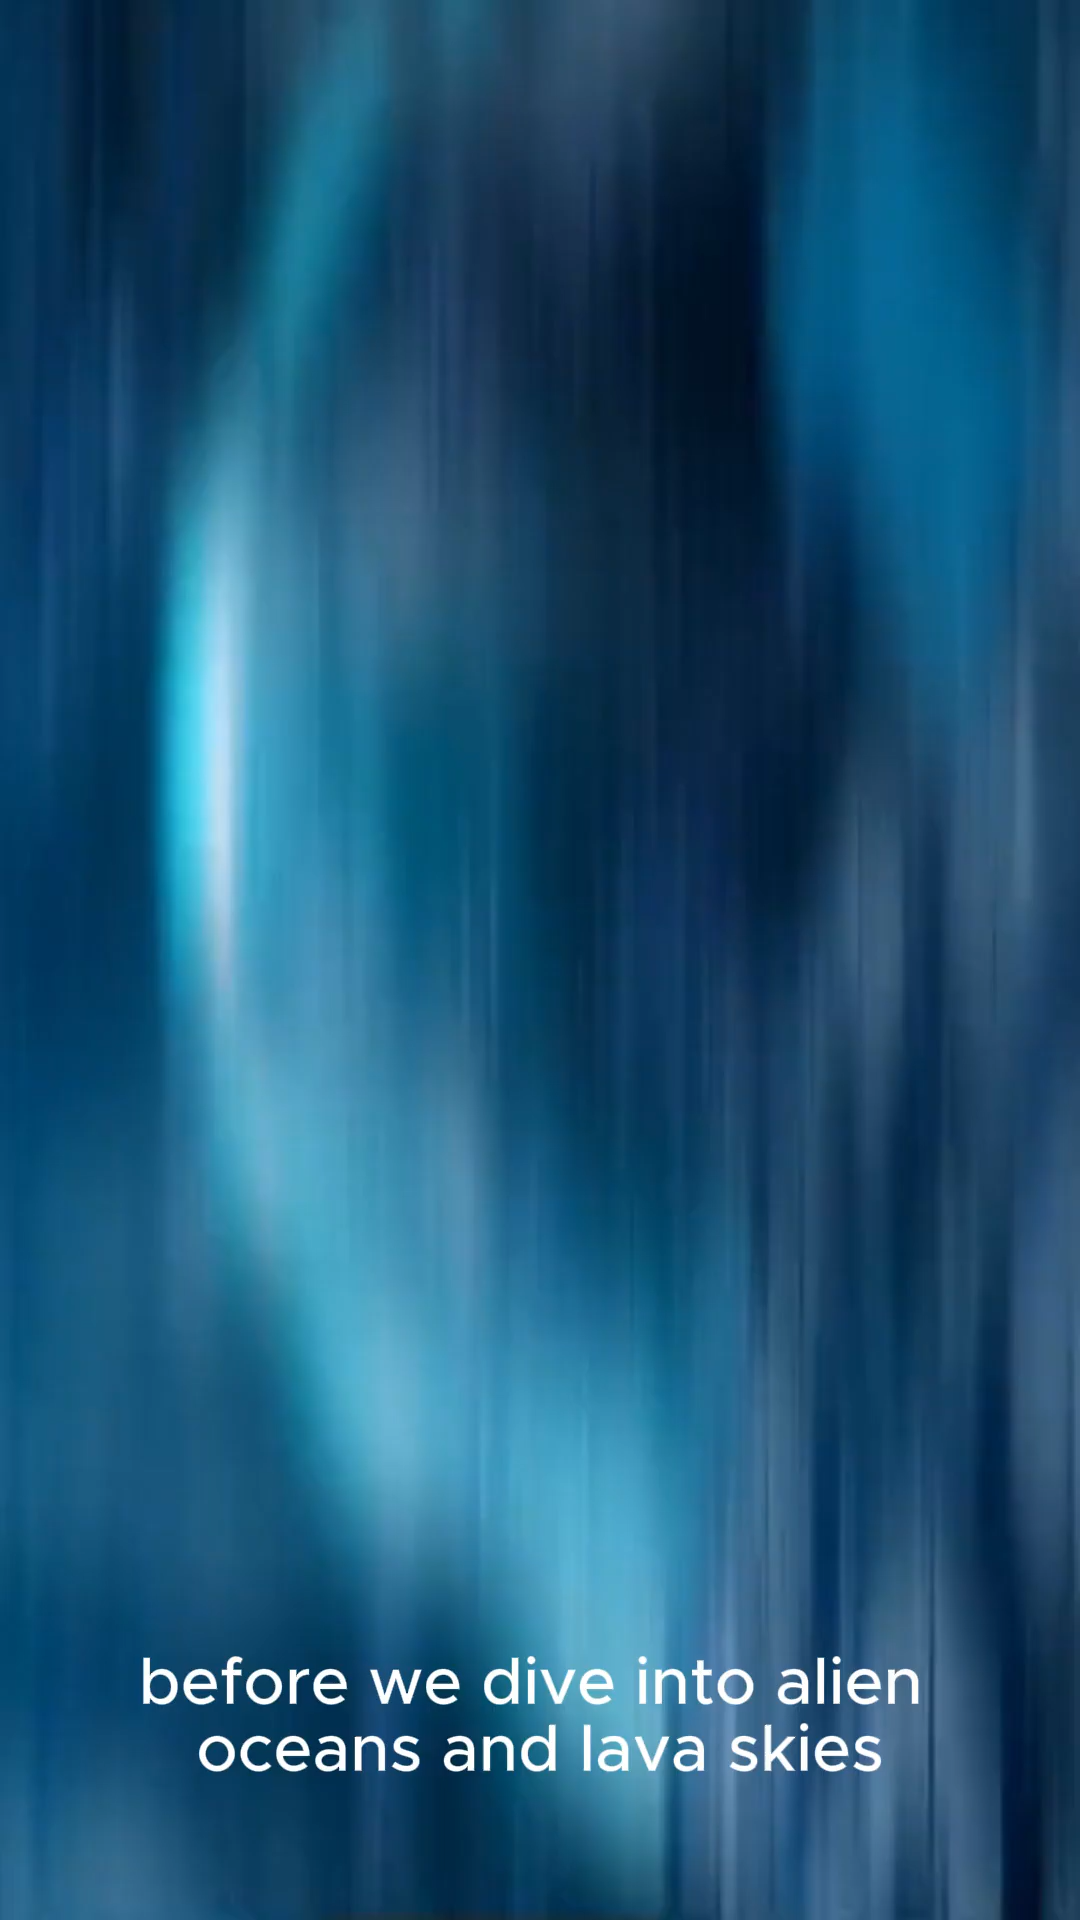 before we dive into alien
oceans and lava skies